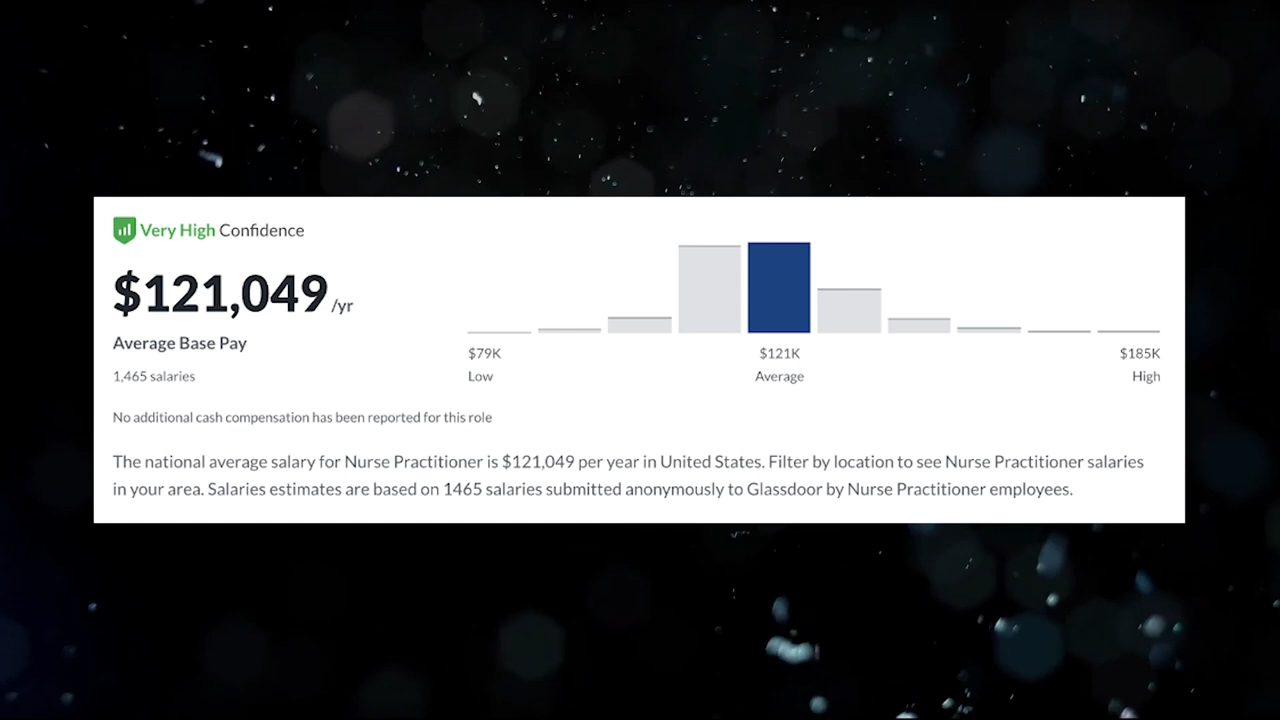 Very High Confidence
$121,049 /yr
Average Base Pay
1,465 salaries
$79K
Low
$121K
Average
$185K
High
No additional cash compensation has been reported for this role
The national average salary for Nurse Practitioner is $121,049 per year in United States. Filter by location to see Nurse Practitioner salaries
in your area. Salaries estimates are based on 1465 salaries submitted anonymously to Glassdoor by Nurse Practitioner employees.